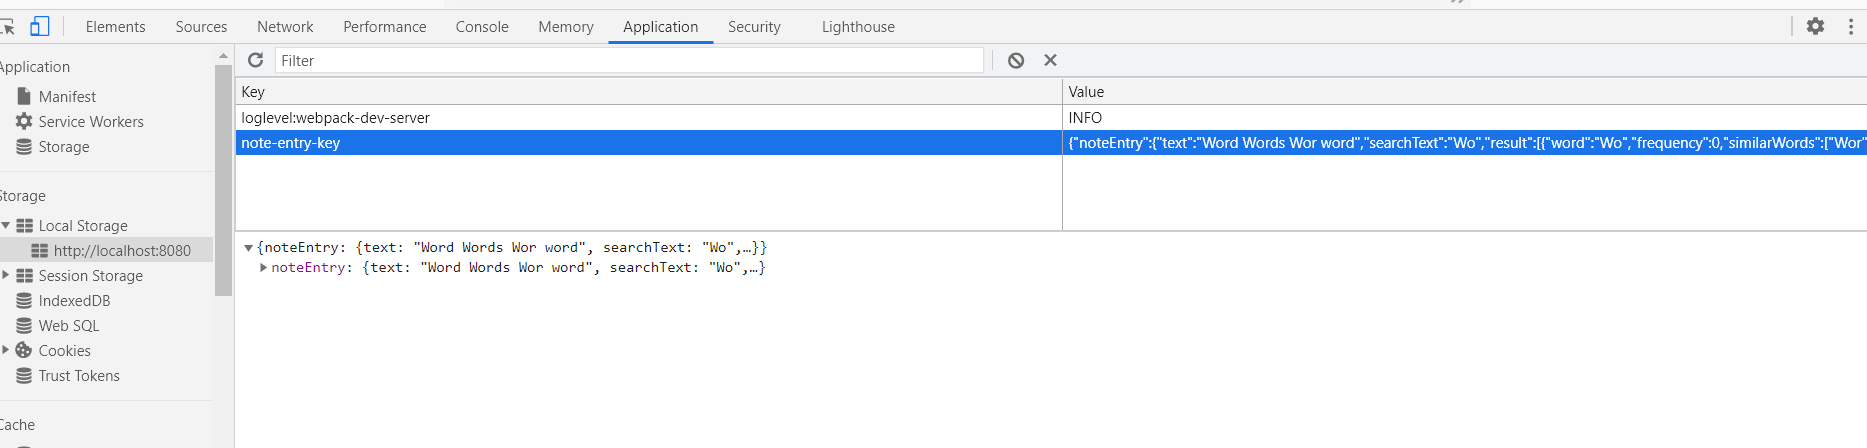 Elements Sources Network Performance Console Memory Application Security Lighthouse
Application
Manifest
Service Workers
Storage
Storage
Local Storage
http://localhost:8080
Session Storage
IndexedDB
Web SQL
Cookies
Trust Tokens
Cache
Filter
Key Value
loglevel:webpack-dev-server INFO
note-entry-key {"noteEntry":{"text":"Word Words Wor word","searchText":"Wo","result":[{"word":"Wo","frequency":0,"similarWords":["Wor"
{noteEntry: {text: "Word Words Wor word", searchText: "Wo",…}}
noteEntry: {text: "Word Words Wor word", searchText: "Wo",…}